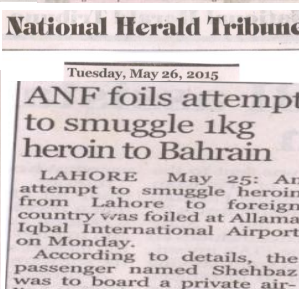 National Herald Tribune
Tuesday, May 26, 2015
ANF foils attempt
to smuggle 1kg
heroin to Bahrain
LAHORE May 25: An
attempt to smuggle heroin
from Lahore to foreign
country was foiled at Allama
Iqbal International Airport
on Monday.
According to details, the
passenger named Shehbaz
was to board a private air-